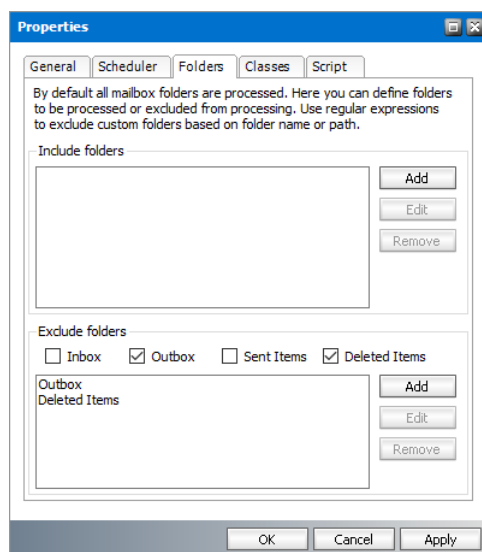 Properties
General Scheduler Folders Classes Script
By default all mailbox folders are processed. Here you can define folders
to be processed or excluded from processing. Use regular expressions
to exclude custom folders based on folder name or path.
Include folders
Add
Edit
Remove
Exclude folders
Inbox Outbox Sent Items Deleted Items
Outbox
Deleted Items
Add
Edit
Remove
OK Cancel Apply